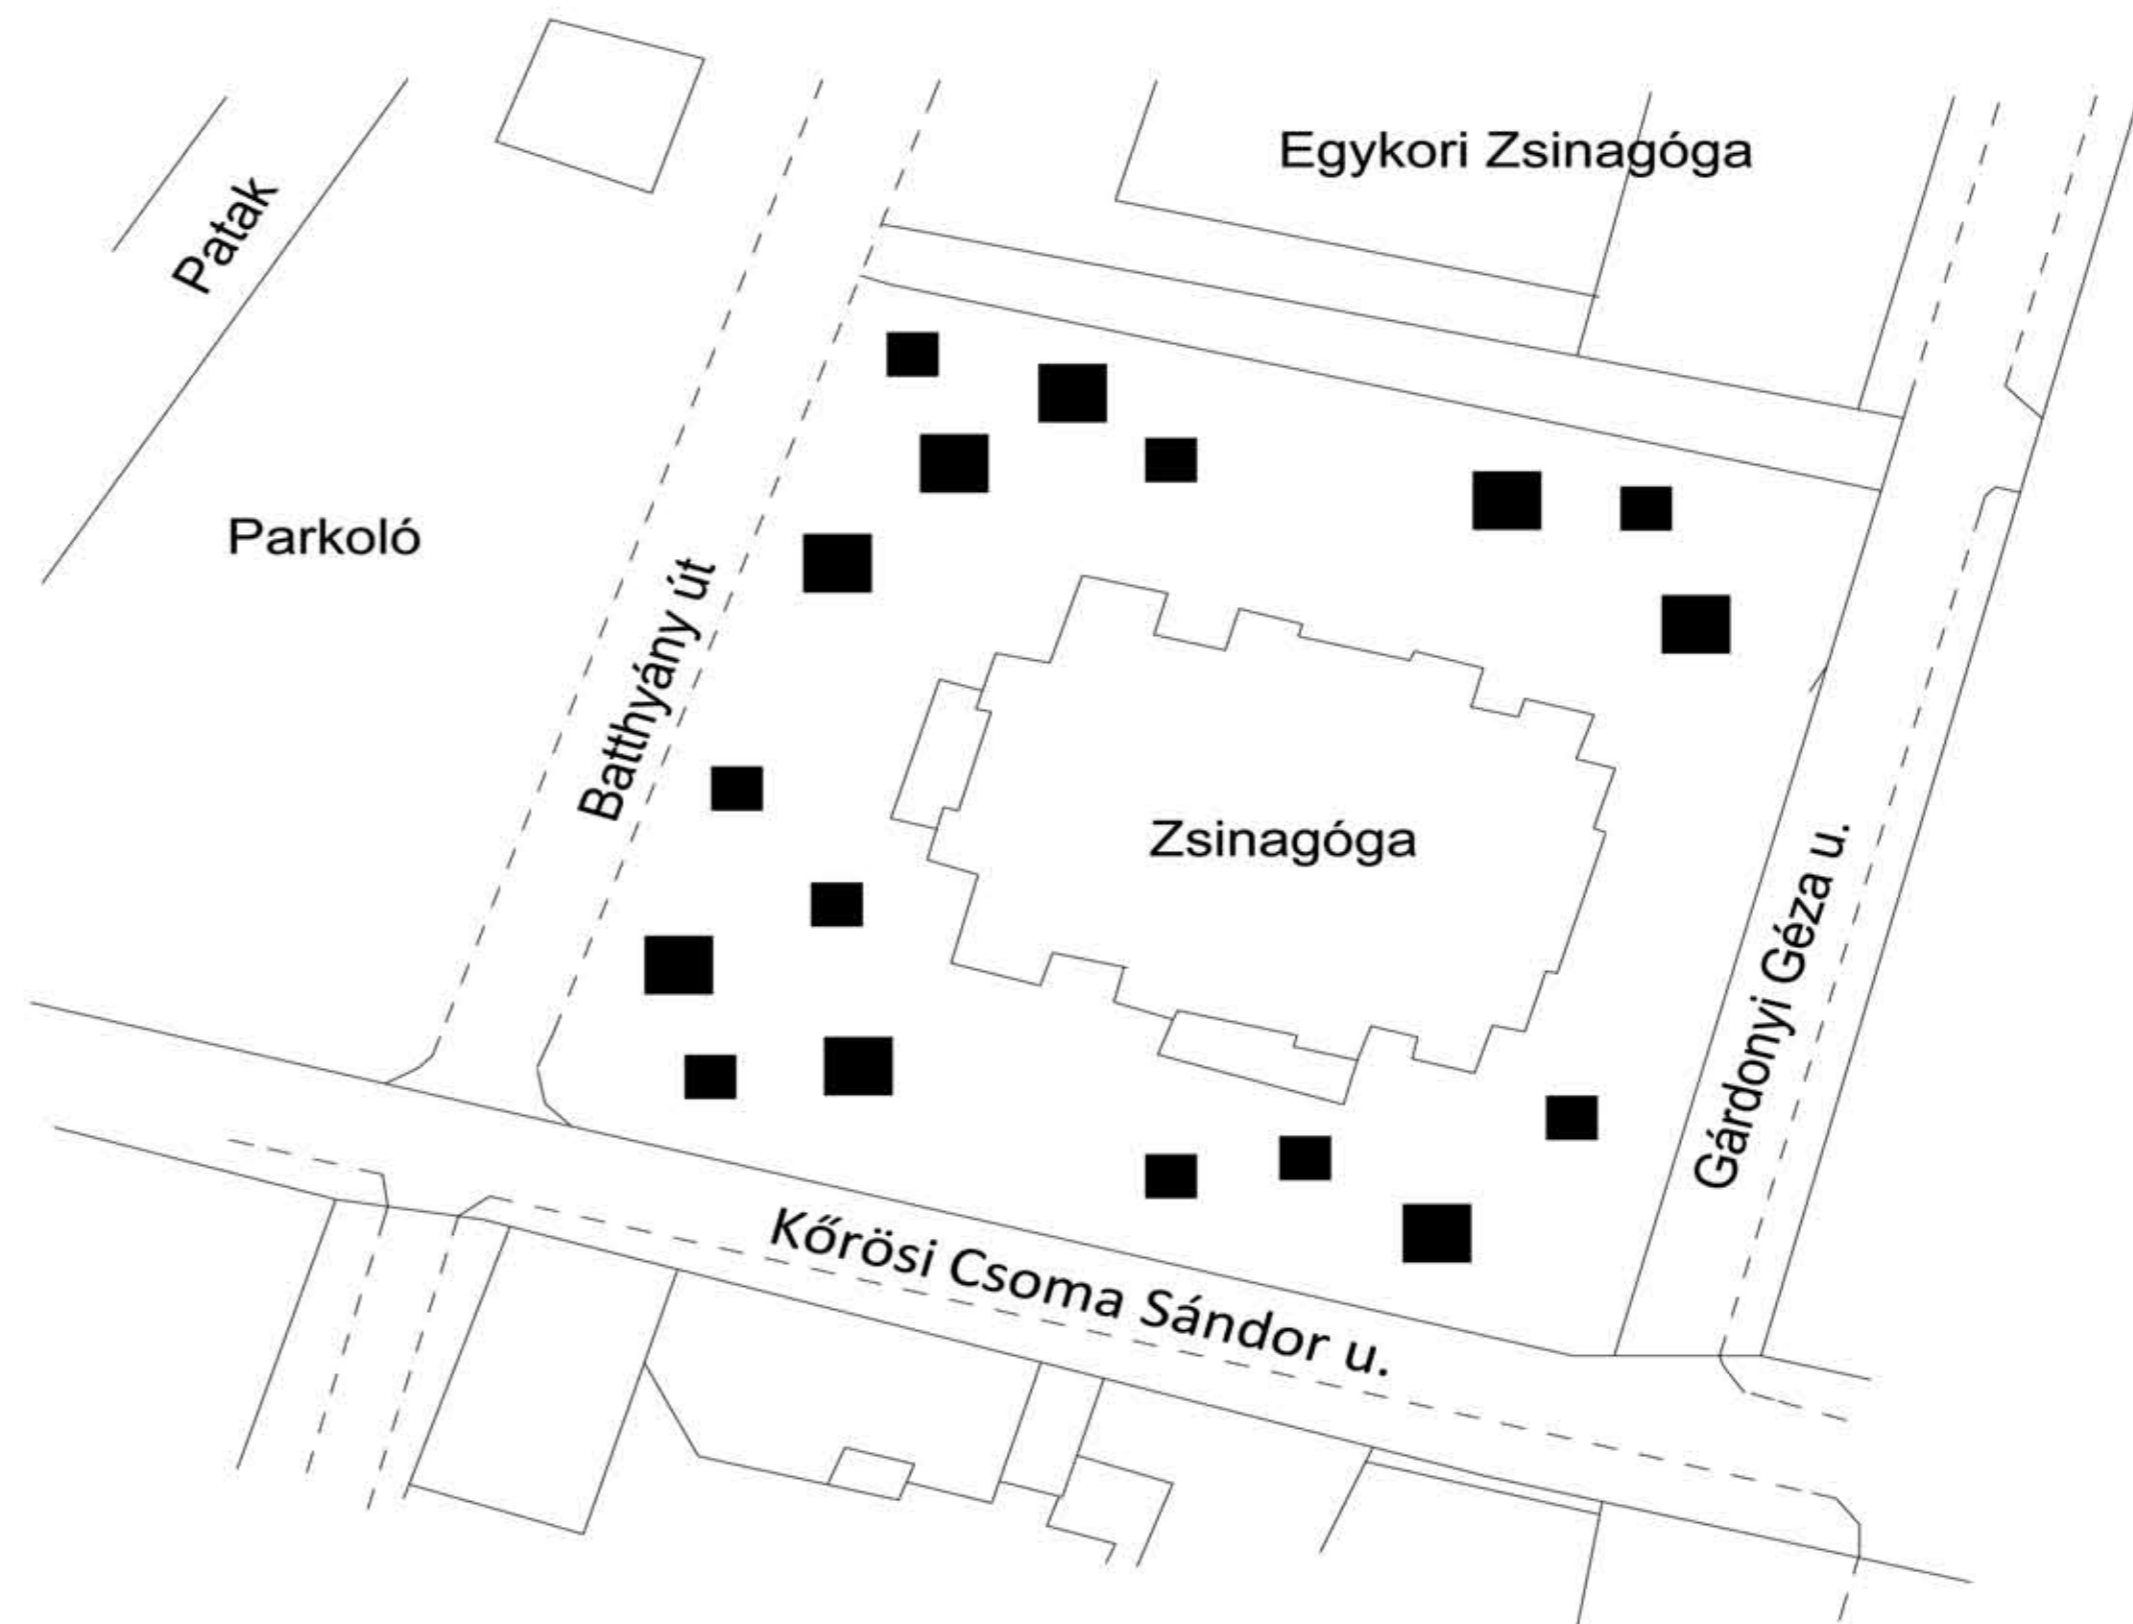 Egykori Zsinagóga
Patak
Parkoló
Batthyány út
Zsinagóga
Gárdonyi Géza u.
Kőrösi Csoma Sándor u.